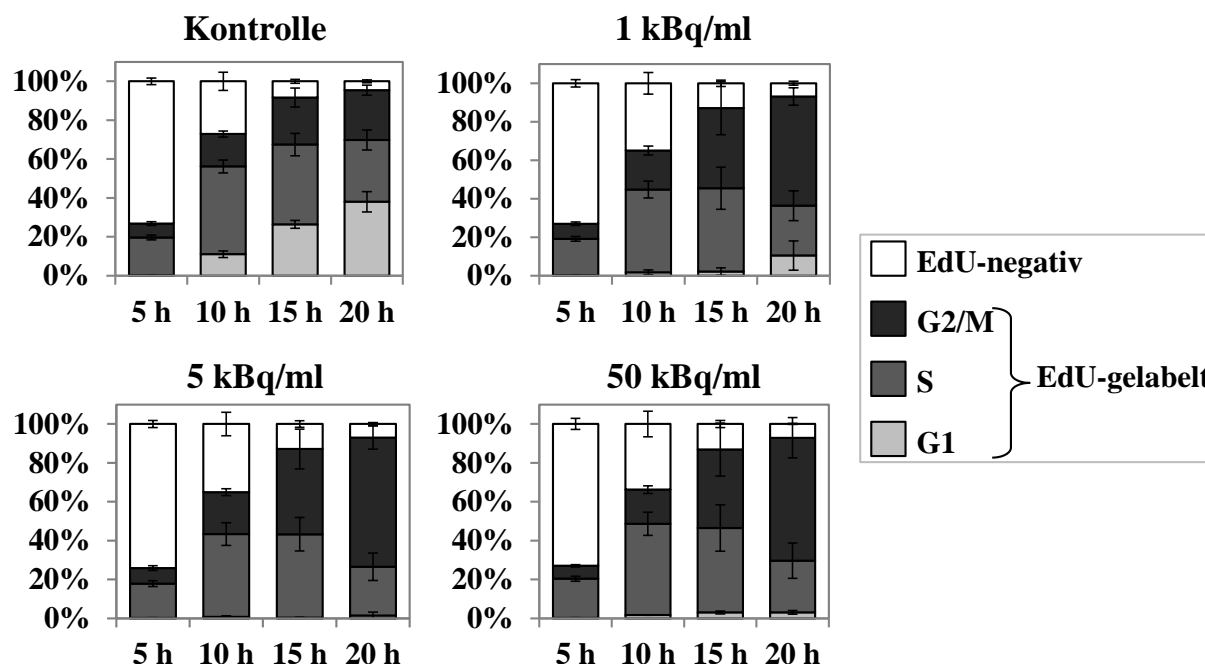 Kontrolle
100%
80%
60%
40%
20%
0%
5 h 10 h 15 h 20 h
1 kBq/ml
100%
80%
60%
40%
20%
0%
5 h 10 h 15 h 20 h
5 kBq/ml
100%
80%
60%
40%
20%
0%
5 h 10 h 15 h 20 h
50 kBq/ml
100%
80%
60%
40%
20%
0%
5 h 10 h 15 h 20 h
EdU-negativ
G2/M
S
G1
EdU-gelabelt